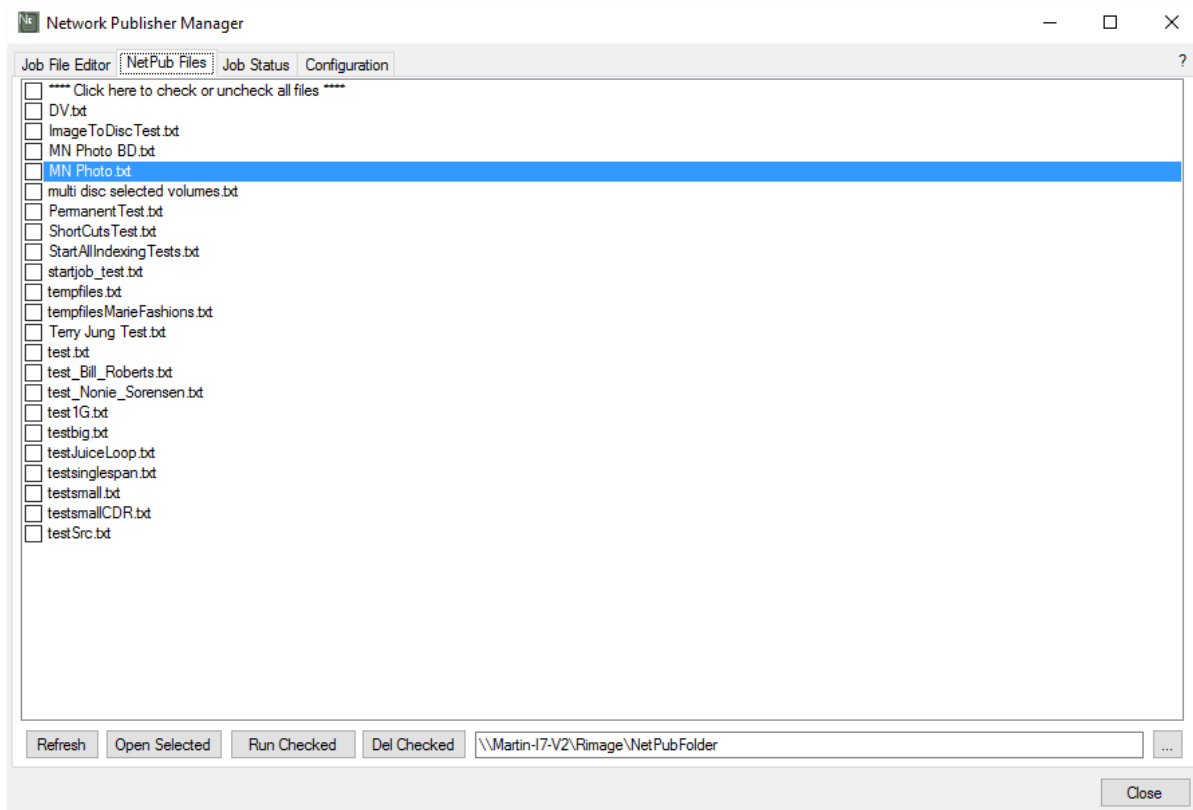 Network Publisher Manager
Job File Editor NetPub Files Job Status Configuration ?
**** Click here to check or uncheck all files ****
DV.txt
ImageToDiscTest.txt
MN Photo BD.txt
MN Photo.txt
multi disc selected volumes.txt
PermanentTest.txt
ShortCutsTest.txt
StartAllIndexingTests.txt
startjob_test.txt
tempfiles.txt
tempfilesMarieFashions.txt
Terry Jung Test.txt
test.txt
test_Bill_Roberts.txt
test_Nonie_Sorensen.txt
test1G.txt
testbig.txt
testJuiceLoop.txt
testsinglespan.txt
testsmall.txt
testsmallCDR.txt
testSrc.txt
Refresh Open Selected Run Checked Del Checked \\Martin-I7-V2\Rimage\NetPubFolder ...
Close